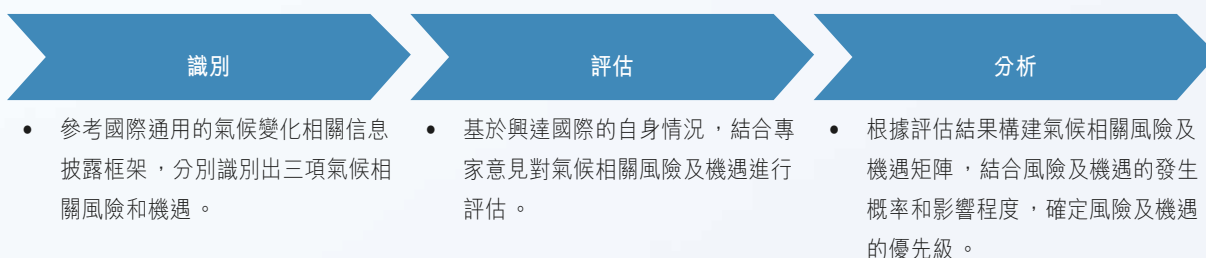 識別
評估
分析
• 參考國際通用的氣候變化相關信息
披露框架，分別識別出三項氣候相
關風險和機遇。
• 基於興達國際的自身情況，結合專
家意見對氣候相關風險及機遇進行
評估。
• 根據評估結果構建氣候相關風險及
機遇矩陣，結合風險及機遇的發生
概率和影響程度，確定風險及機遇
的優先級。